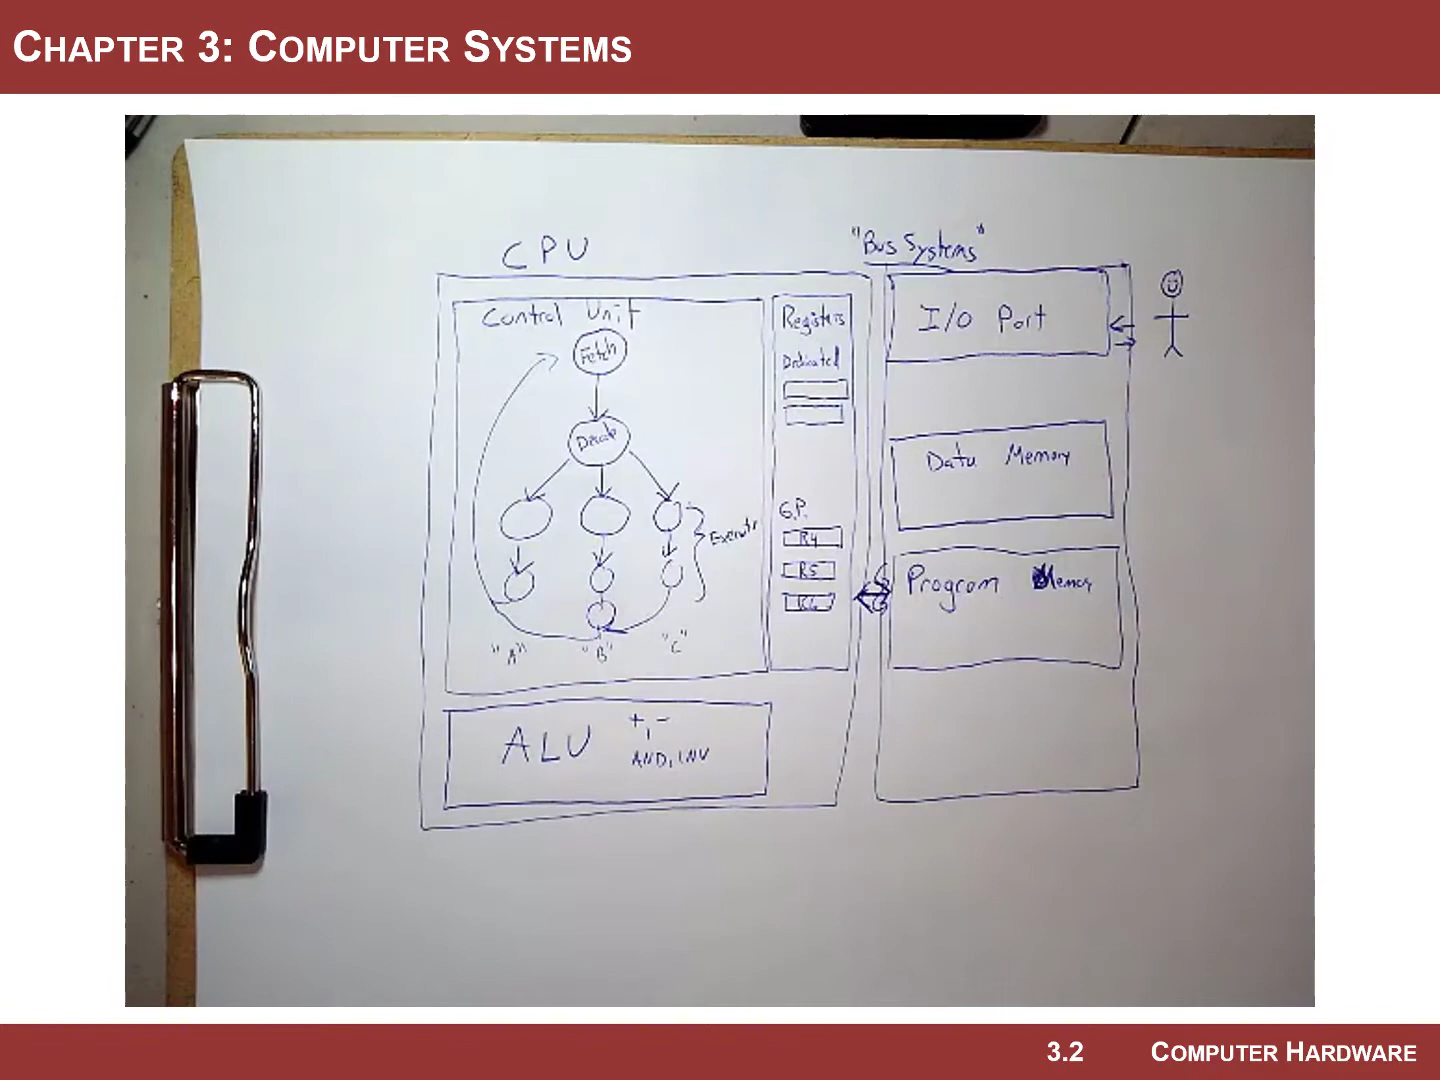 CHAPTER 3: COMPUTER SYSTEMS
CPU
"Bus Systems"
Control Unit
Fetch
Decode
Execute
"A"
"B"
"C"
Registers
Dedicated
G.P.
R4
R5
R6
ALU
+, -
AND, INV
I/O Port
Data Memory
Program Memory
3.2 COMPUTER HARDWARE